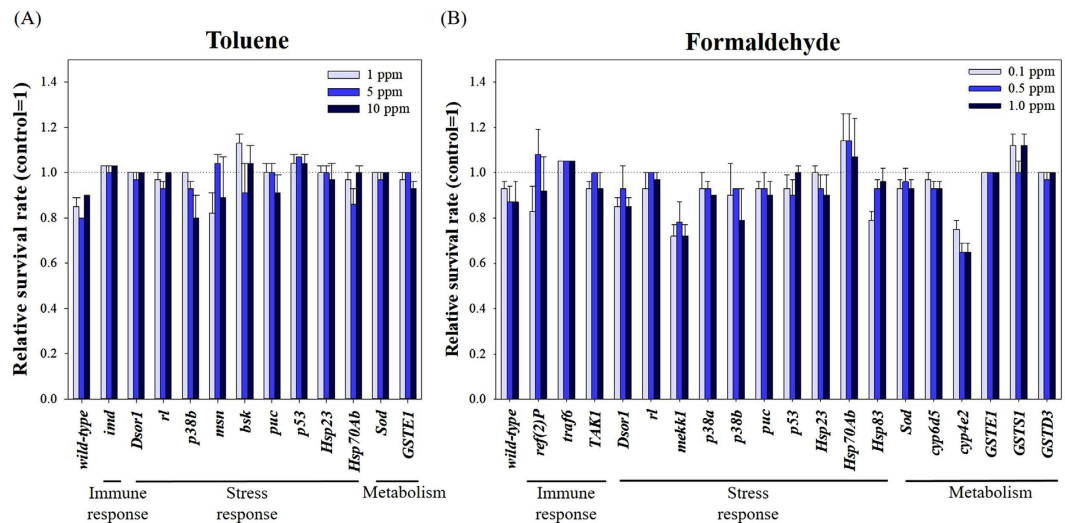 (A)
Toluene
Relative survival rate (control=1)
1.4
1.2
1.0
0.8
0.6
0.4
0.2
0.0
1 ppm
5 ppm
10 ppm
wild-type
imd
Dsor1
rl
p38b
msn
bsk
puc
p53
Hsp23
Hsp70Ab
Sod
GSTE1
Immune
response
Stress
response
Metabolism
(B)
Formaldehyde
Relative survival rate (control=1)
1.4
1.2
1.0
0.8
0.6
0.4
0.2
0.0
0.1 ppm
0.5 ppm
1.0 ppm
wild-type
ref(2)P
traf6
TAK1
Dsor1
rl
mekk1
p38a
p38b
puc
p53
Hsp23
Hsp70Ab
Hsp83
Sod
cyp6d5
cyp4e2
GSTE1
GSTS1
GSTD3
Immune
response
Stress
response
Metabolism